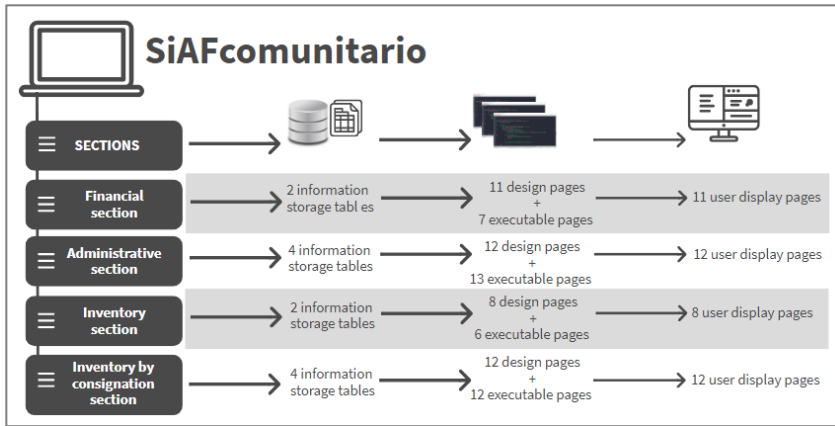 SiAFcomunitario
SECTIONS
Financial
section
2 information
storage tabl es
11 design pages
+
7 executable pages
11 user display pages
Administrative
section
4 information
storage tables
12 design pages
+
13 executable pages
12 user display pages
Inventory
section
2 information
storage tables
8 design pages
+
6 executable pages
8 user display pages
Inventory by
consignation
section
4 information
storage tables
12 design pages
+
12 executable pages
12 user display pages